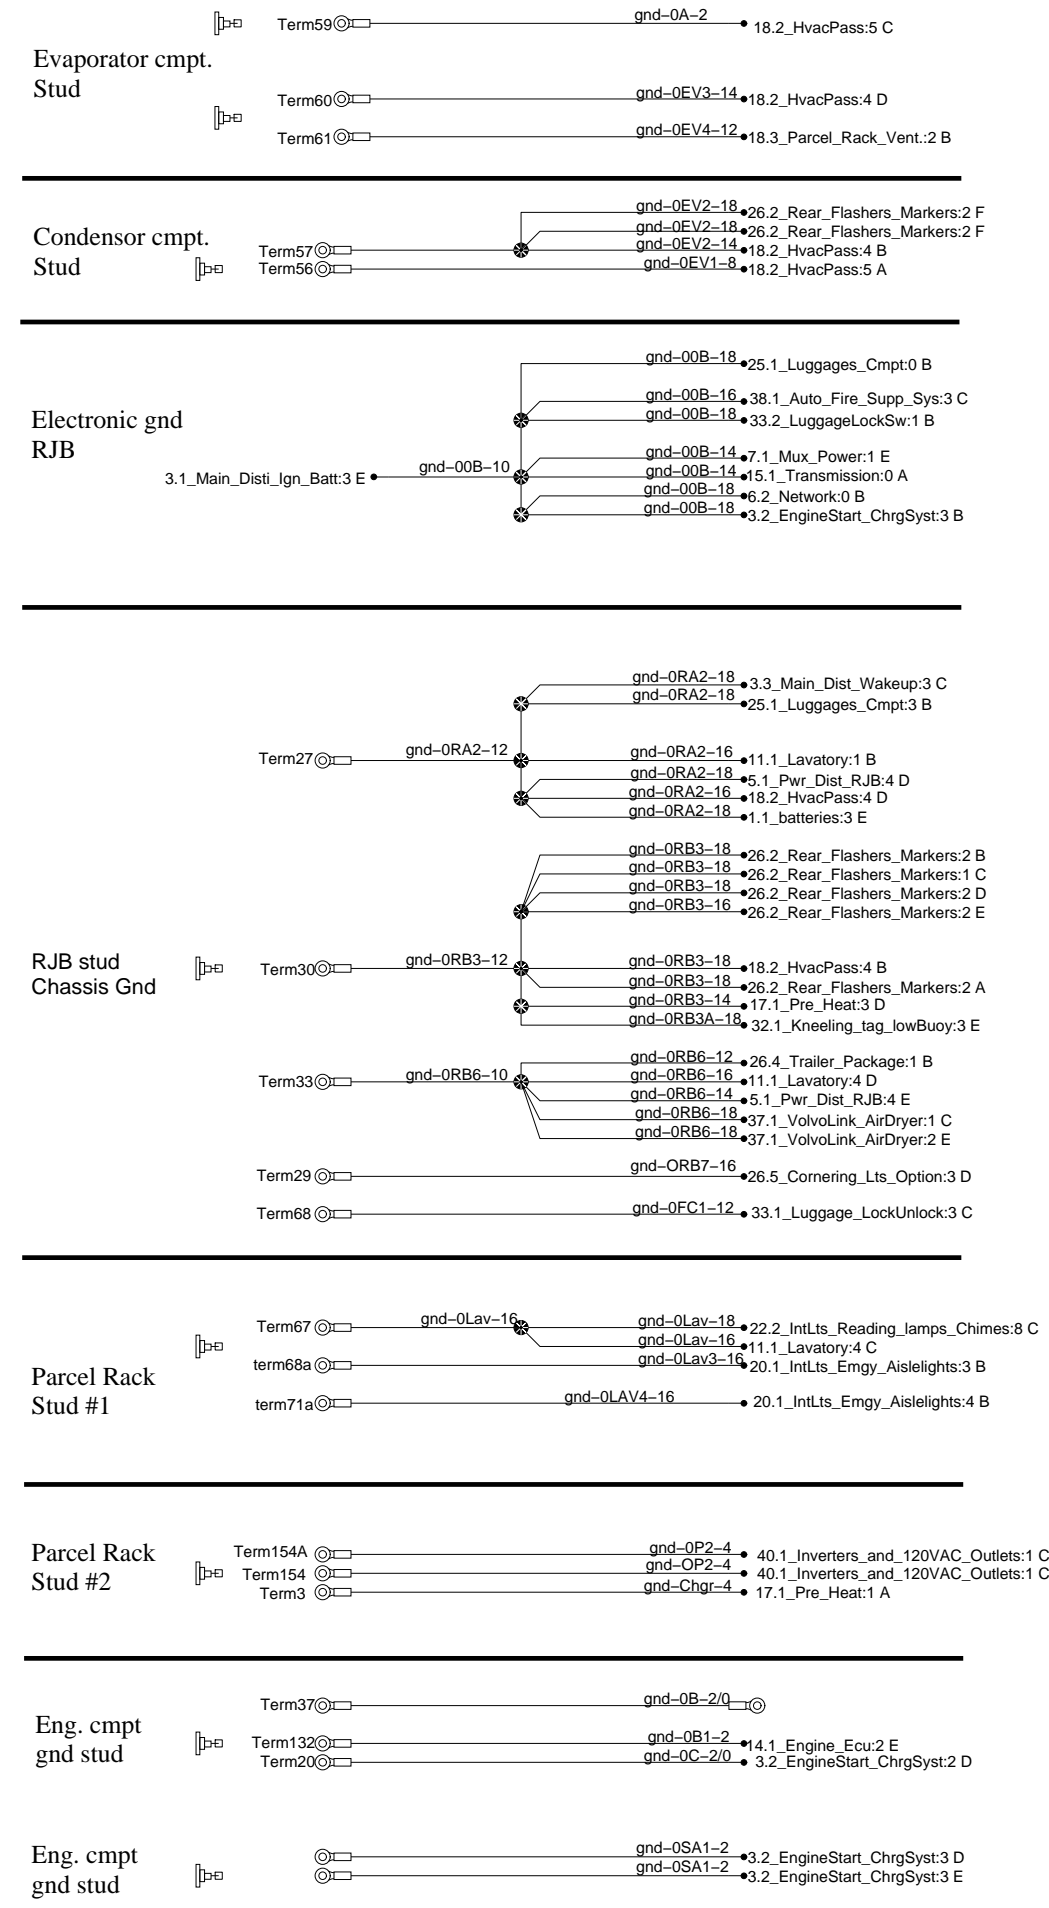 gnd–0A–2
Term59
18.2_HvacPass:5 C
Evaporator cmpt.
Stud
gnd–0EV3–14
Term60
18.2_HvacPass:4 D
gnd–0EV4–12
Term61
18.3_Parcel_Rack_Vent.:2 B
gnd–0EV2–18
26.2_Rear_Flashers_Markers:2 F
gnd–0EV2–18
26.2_Rear_Flashers_Markers:2 F
Condensor cmpt.
Stud
Term57
gnd–0EV2–14
18.2_HvacPass:4 B
Term56
gnd–0EV1–8
18.2_HvacPass:5 A
gnd–00B–18
25.1_Luggages_Cmpt:0 B
gnd–00B–16
38.1_Auto_Fire_Supp_Sys:3 C
Electronic gnd
RJB
gnd–00B–18
33.2_LuggageLockSw:1 B
gnd–00B–14
7.1_Mux_Power:1 E
3.1_Main_Disti_Ign_Batt:3 E
gnd–00B–10
gnd–00B–14
15.1_Transmission:0 A
gnd–00B–18
6.2_Network:0 B
gnd–00B–18
3.2_EngineStart_ChrgSyst:3 B
gnd–0RA2–18
3.3_Main_Dist_Wakeup:3 C
gnd–0RA2–18
25.1_Luggages_Cmpt:3 B
Term27
gnd–0RA2–12
gnd–0RA2–16
11.1_Lavatory:1 B
gnd–0RA2–18
5.1_Pwr_Dist_RJB:4 D
gnd–0RA2–16
18.2_HvacPass:4 D
gnd–0RA2–18
1.1_batteries:3 E
gnd–0RB3–18
26.2_Rear_Flashers_Markers:2 B
gnd–0RB3–18
26.2_Rear_Flashers_Markers:1 C
gnd–0RB3–18
26.2_Rear_Flashers_Markers:2 D
gnd–0RB3–16
26.2_Rear_Flashers_Markers:2 E
RJB stud
Chassis Gnd
Term30
gnd–0RB3–12
gnd–0RB3–18
18.2_HvacPass:4 B
gnd–0RB3–18
26.2_Rear_Flashers_Markers:2 A
gnd–0RB3–14
17.1_Pre_Heat:3 D
gnd–0RB3A–18
32.1_Kneeling_tag_lowBuoy:3 E
gnd–0RB6–12
26.4_Trailer_Package:1 B
Term33
gnd–0RB6–10
gnd–0RB6–16
11.1_Lavatory:4 D
gnd–0RB6–14
5.1_Pwr_Dist_RJB:4 E
gnd–0RB6–18
37.1_VolvoLink_AirDryer:1 C
gnd–0RB6–18
37.1_VolvoLink_AirDryer:2 E
Term29
gnd–ORB7–16
26.5_Cornering_Lts_Option:3 D
Term68
gnd–0FC1–12
33.1_Luggage_LockUnlock:3 C
Term67
gnd–0Lav–16
gnd–0Lav–18
22.2_IntLts_Reading_lamps_Chimes:8 C
gnd–0Lav–16
11.1_Lavatory:4 C
Parcel Rack
Stud #1
term68a
gnd–0Lav3–16
20.1_IntLts_Emgy_Aislelights:3 B
term71a
gnd–0LAV4–16
20.1_IntLts_Emgy_Aislelights:4 B
Parcel Rack
Stud #2
Term154A
gnd–0P2–4
40.1_Inverters_and_120VAC_Outlets:1 C
Term154
gnd–OP2–4
40.1_Inverters_and_120VAC_Outlets:1 C
Term3
gnd–Chgr–4
17.1_Pre_Heat:1 A
Term37
gnd–0B–2/0
Eng. cmpt
gnd stud
Term132
gnd–0B1–2
14.1_Engine_Ecu:2 E
Term20
gnd–0C–2/0
3.2_EngineStart_ChrgSyst:2 D
Eng. cmpt
gnd stud
gnd–0SA1–2
3.2_EngineStart_ChrgSyst:3 D
gnd–0SA1–2
3.2_EngineStart_ChrgSyst:3 E